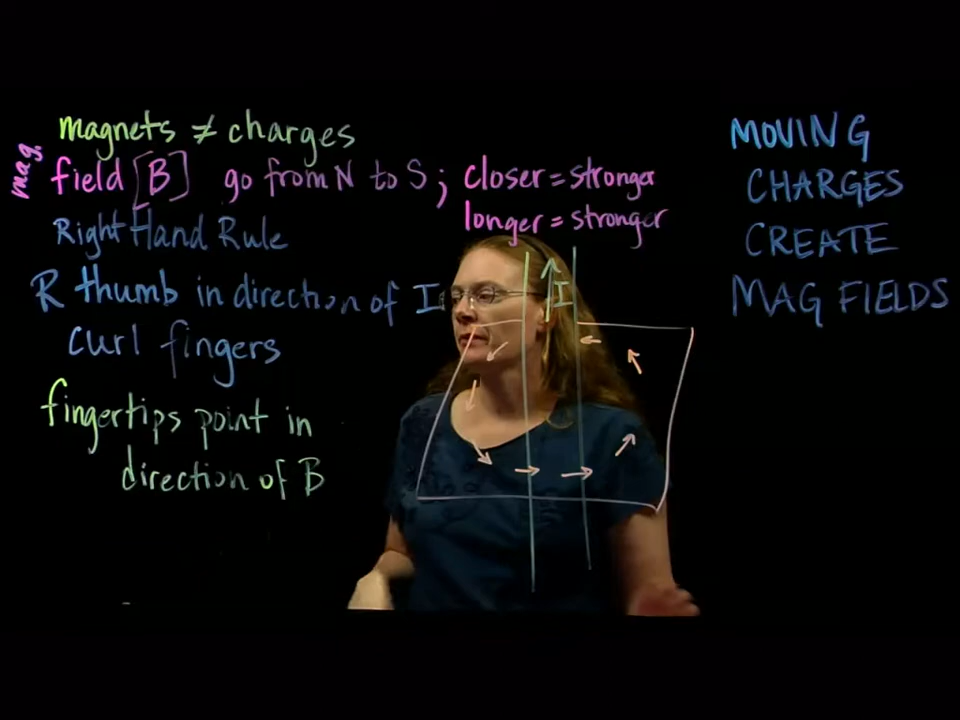 magnets ≠ charges
mag. field [B] go from N to S; closer = stronger
longer = stronger
Right Hand Rule
R thumb in direction of I
curl fingers
fingertips point in
direction of B
I
MOVING
CHARGES
CREATE
MAG FIELDS